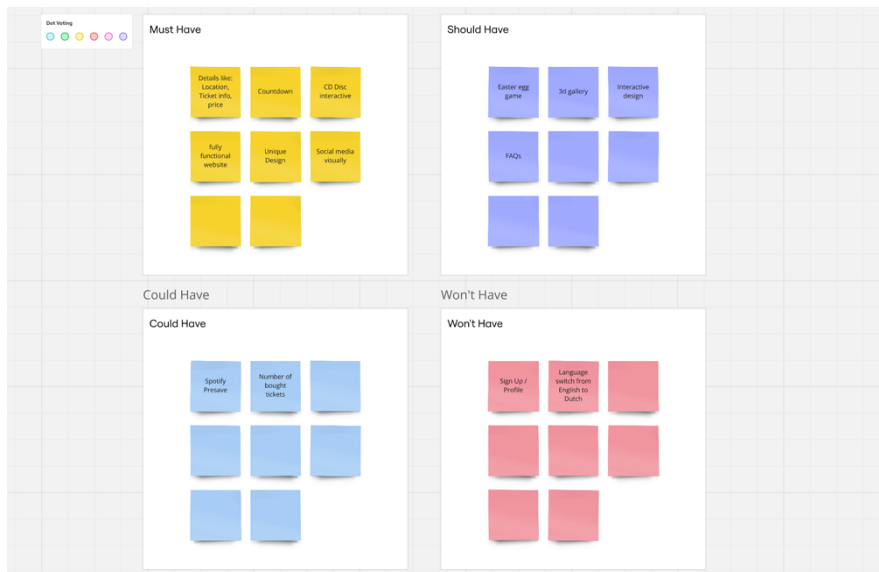 Dot Voting
Must Have
Details like:
Location,
Ticket info,
price
Countdown
CD Disc
interactive
fully
functional
website
Unique
Design
Social media
visually
Should Have
Easter egg
game
3d gallery
Interactive
design
FAQs
Could Have
Could Have
Spotify
Presave
Number of
bought
tickets
Won't Have
Won't Have
Sign Up /
Profile
Language
switch from
English to
Dutch